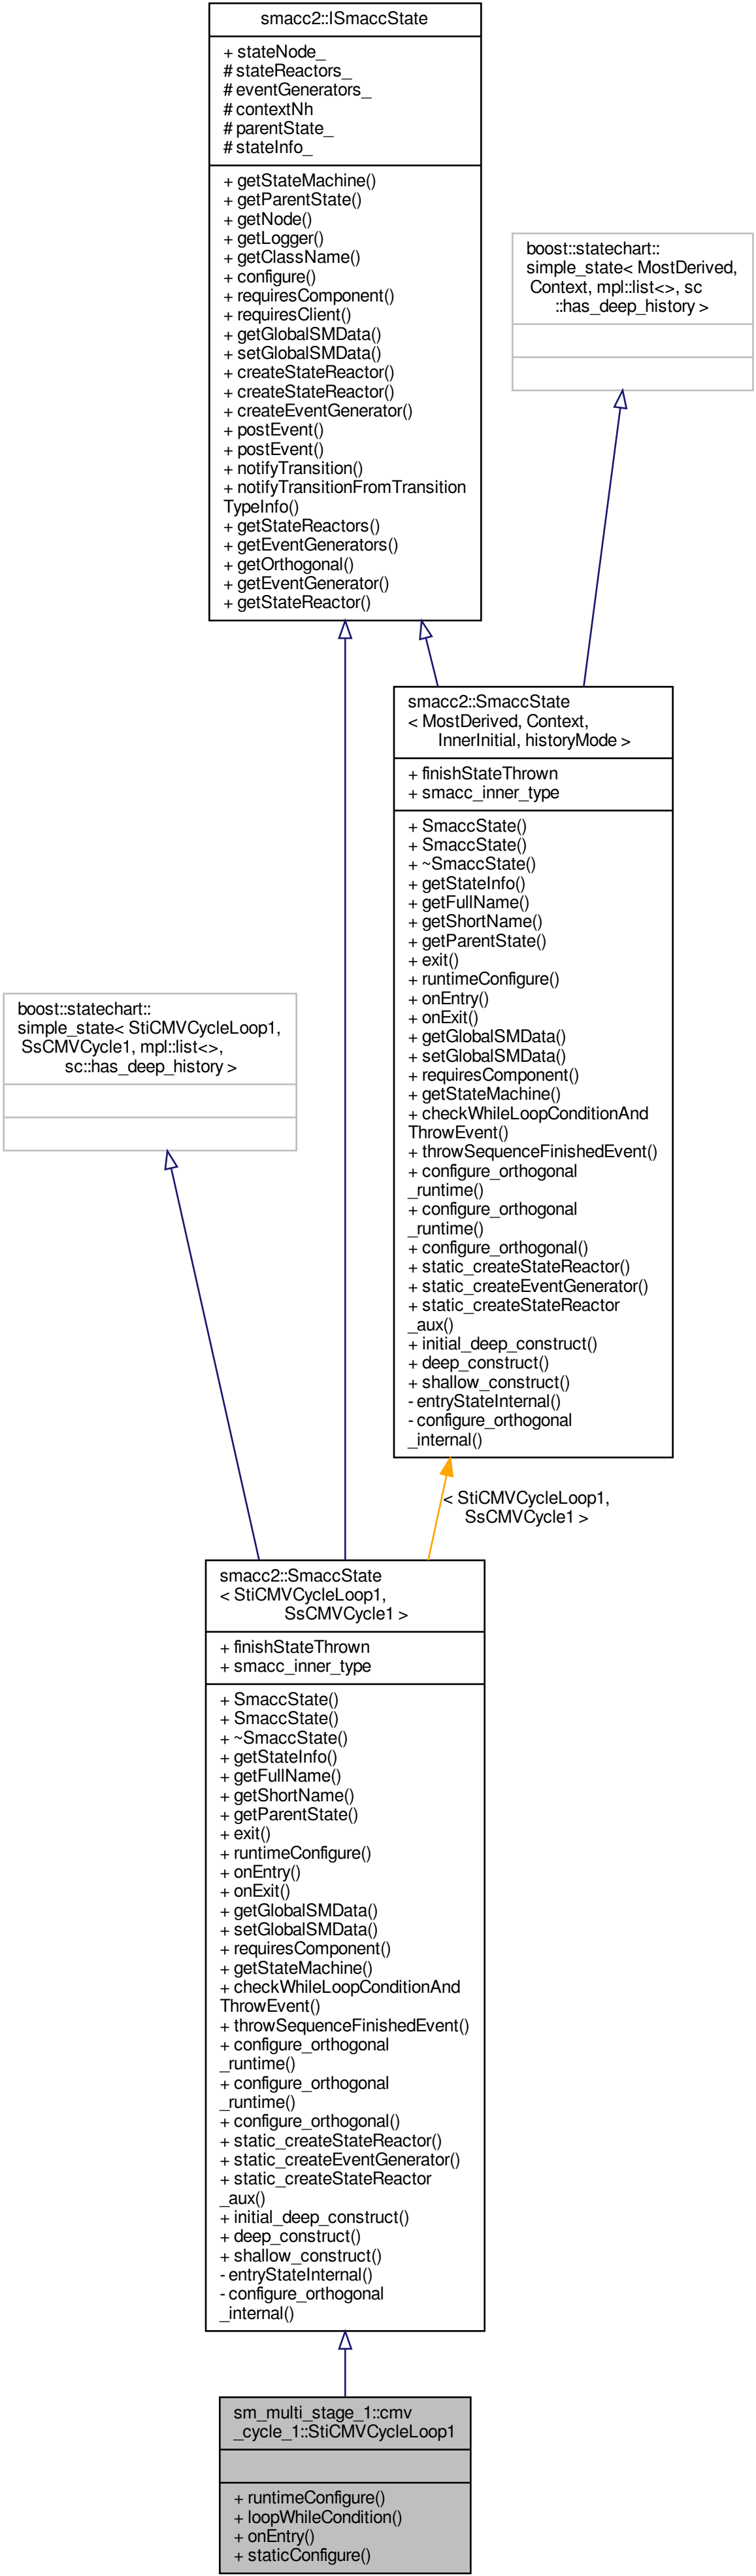 smacc2::ISmaccState
+ stateNode_
# stateReactors_
# eventGenerators_
# contextNh
# parentState_
# stateInfo_
+ getStateMachine()
+ getParentState()
+ getNode()
+ getLogger()
+ getClassName()
+ configure()
+ requiresComponent()
+ requiresClient()
+ getGlobalSMData()
+ setGlobalSMData()
+ createStateReactor()
+ createStateReactor()
+ createEventGenerator()
+ postEvent()
+ postEvent()
+ notifyTransition()
+ notifyTransitionFromTransition
TypeInfo()
+ getStateReactors()
+ getEventGenerators()
+ getOrthogonal()
+ getEventGenerator()
+ getStateReactor()
boost::statechart::
simple_state< MostDerived,
Context, mpl::list<>, sc
::has_deep_history >
smacc2::SmaccState
< MostDerived, Context,
InnerInitial, historyMode >
+ finishStateThrown
+ smacc_inner_type
+ SmaccState()
+ SmaccState()
+ ~SmaccState()
+ getStateInfo()
+ getFullName()
+ getShortName()
+ getParentState()
+ exit()
+ runtimeConfigure()
+ onEntry()
+ onExit()
+ getGlobalSMData()
+ setGlobalSMData()
+ requiresComponent()
+ getStateMachine()
+ checkWhileLoopConditionAnd
ThrowEvent()
+ throwSequenceFinishedEvent()
+ configure_orthogonal
_runtime()
+ configure_orthogonal
_runtime()
+ configure_orthogonal()
+ static_createStateReactor()
+ static_createEventGenerator()
+ static_createStateReactor
_aux()
+ initial_deep_construct()
+ deep_construct()
+ shallow_construct()
- entryStateInternal()
- configure_orthogonal
_internal()
boost::statechart::
simple_state< StiCMVCycleLoop1,
SsCMVCycle1, mpl::list<>,
sc::has_deep_history >
< StiCMVCycleLoop1,
SsCMVCycle1 >
smacc2::SmaccState
< StiCMVCycleLoop1,
SsCMVCycle1 >
+ finishStateThrown
+ smacc_inner_type
+ SmaccState()
+ SmaccState()
+ ~SmaccState()
+ getStateInfo()
+ getFullName()
+ getShortName()
+ getParentState()
+ exit()
+ runtimeConfigure()
+ onEntry()
+ onExit()
+ getGlobalSMData()
+ setGlobalSMData()
+ requiresComponent()
+ getStateMachine()
+ checkWhileLoopConditionAnd
ThrowEvent()
+ throwSequenceFinishedEvent()
+ configure_orthogonal
_runtime()
+ configure_orthogonal
_runtime()
+ configure_orthogonal()
+ static_createStateReactor()
+ static_createEventGenerator()
+ static_createStateReactor
_aux()
+ initial_deep_construct()
+ deep_construct()
+ shallow_construct()
- entryStateInternal()
- configure_orthogonal
_internal()
sm_multi_stage_1::cmv
_cycle_1::StiCMVCycleLoop1
+ runtimeConfigure()
+ loopWhileCondition()
+ onEntry()
+ staticConfigure()